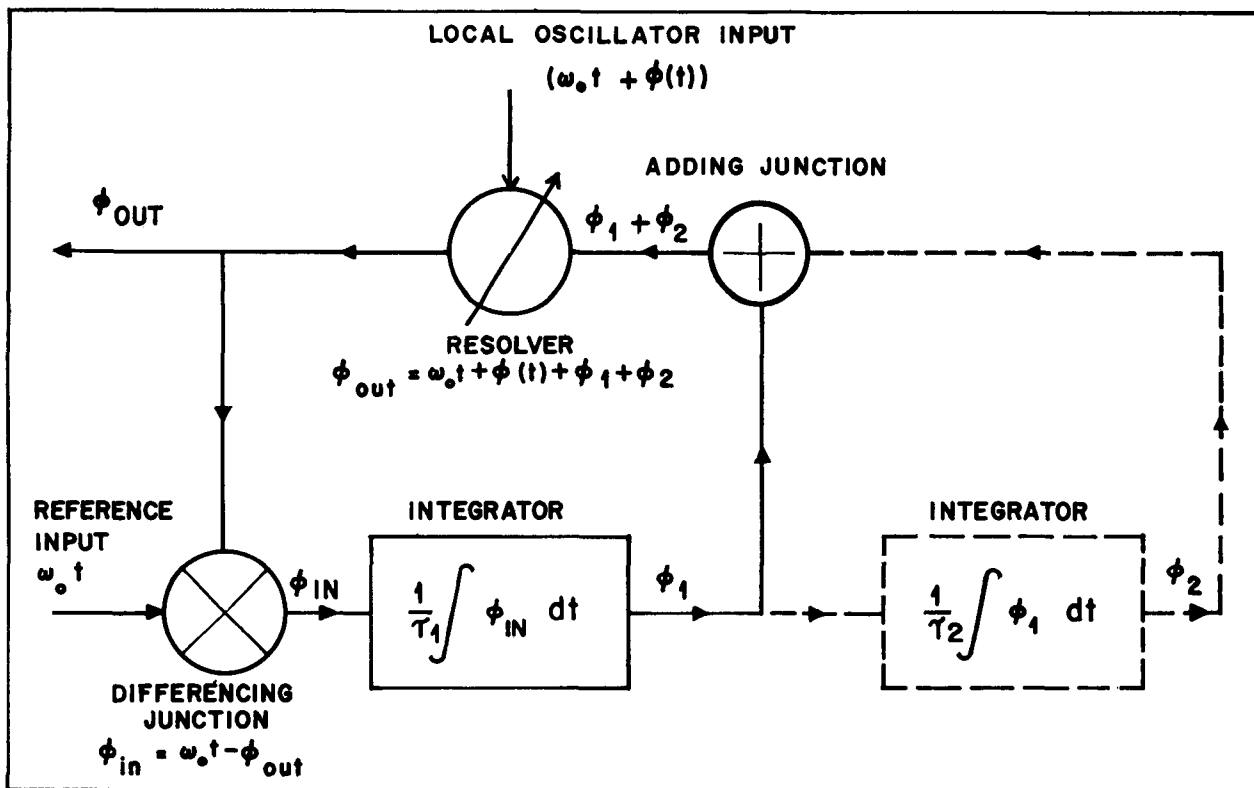 LOCAL OSCILLATOR INPUT
(ω₀t + ϕ(t))
ADDING JUNCTION
ϕOUT
ϕ1 + ϕ2
RESOLVER
ϕout = ω₀t + ϕ(t) + ϕ1 + ϕ2
REFERENCE
INPUT
ω₀t
ϕIN
INTEGRATOR
1/τ1 ∫ ϕIN dt
ϕ1
INTEGRATOR
1/τ2 ∫ ϕ1 dt
ϕ2
DIFFERENCING
JUNCTION
ϕin = ω₀t - ϕout